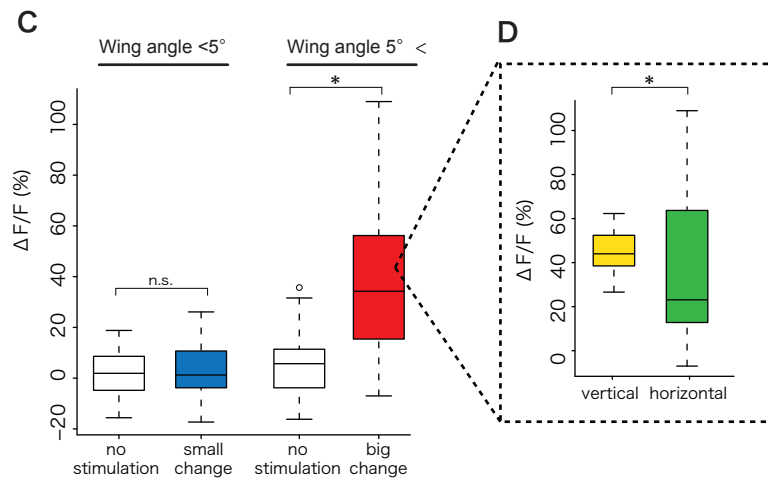 C
Wing angle <5°
Wing angle 5° <
ΔF/F (%)
100
80
60
40
20
0
-20
n.s.
*
no stimulation
small change
no stimulation
big change
D
ΔF/F (%)
100
80
60
40
20
0
*
vertical
horizontal